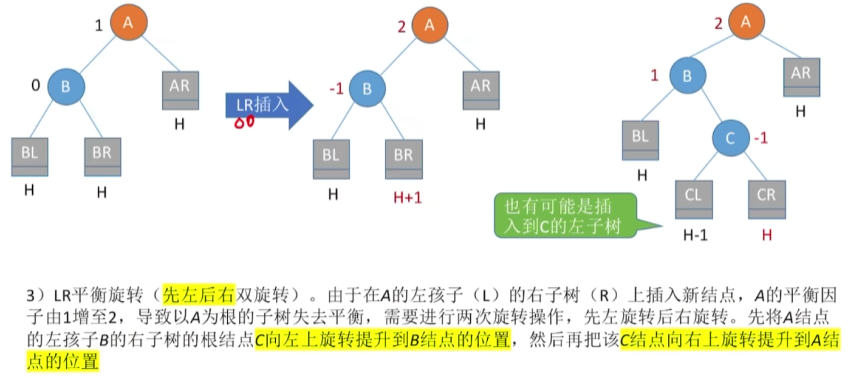 1
A
0
B
AR
H
BL
BR
H
H
LR插入
2
A
-1
B
AR
H
BL
BR
H
H+1
2
A
1
B
AR
H
BL
C
-1
H
CL
CR
H-1
H
也有可能是插
入到C的左子树
3）LR平衡旋转（先左后右双旋转）。由于在A的左孩子（L）的右子树（R）上插入新结点，A的平衡因
子由1增至2，导致以A为根的子树失去平衡，需要进行两次旋转操作，先左旋转后右旋转。先将A结点
的左孩子B的右子树的根结点C向左上旋转提升到B结点的位置，然后再把该C结点向右上旋转提升到A结
点的位置